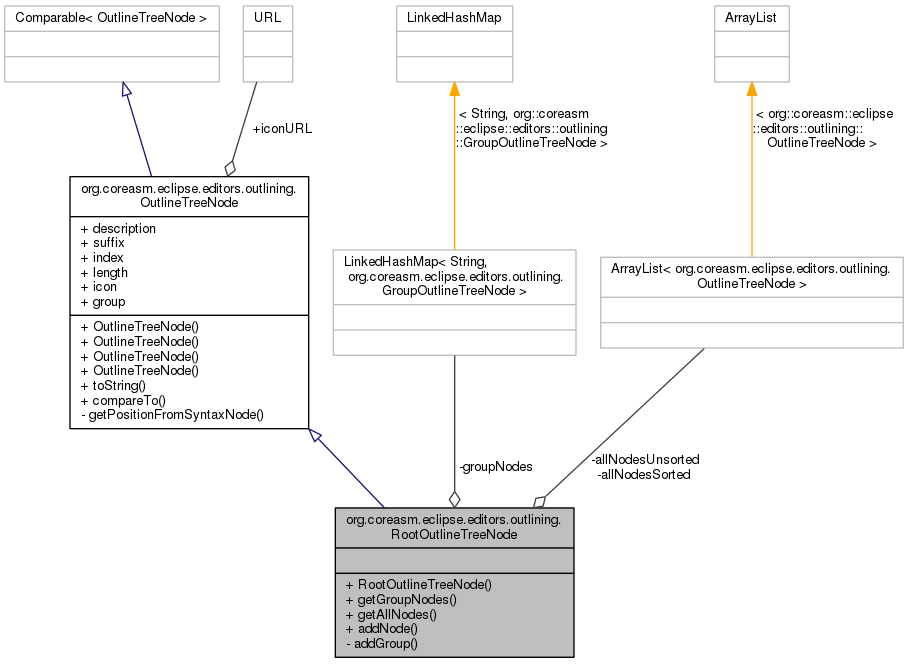 Comparable< OutlineTreeNode >
URL
LinkedHashMap
ArrayList
+iconURL
< String, org::coreasm
::eclipse::editors::outlining
::GroupOutlineTreeNode >
< org::coreasm::eclipse
::editors::outlining::
OutlineTreeNode >
org.coreasm.eclipse.editors.outlining.
OutlineTreeNode
+ description
+ suffix
+ index
+ length
+ icon
+ group
+ OutlineTreeNode()
+ OutlineTreeNode()
+ OutlineTreeNode()
+ OutlineTreeNode()
+ toString()
+ compareTo()
- getPositionFromSyntaxNode()
LinkedHashMap< String,
org.coreasm.eclipse.editors.outlining.
GroupOutlineTreeNode >
ArrayList< org.coreasm.eclipse.editors.outlining.
OutlineTreeNode >
-groupNodes
-allNodesUnsorted
-allNodesSorted
org.coreasm.eclipse.editors.outlining.
RootOutlineTreeNode
+ RootOutlineTreeNode()
+ getGroupNodes()
+ getAllNodes()
+ addNode()
- addGroup()